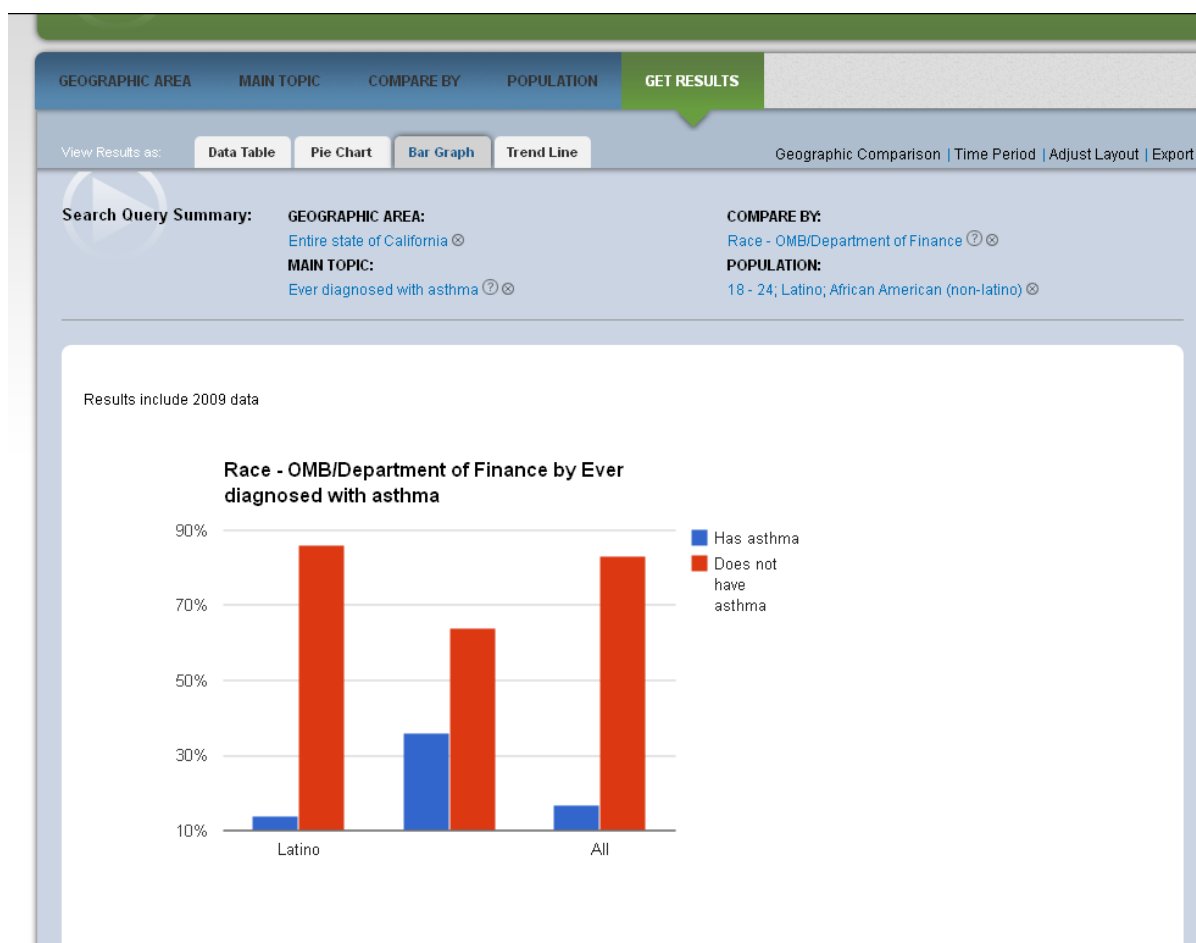 GEOGRAPHIC AREA MAIN TOPIC COMPARE BY POPULATION GET RESULTS
View Results as: Data Table Pie Chart Bar Graph Trend Line Geographic Comparison | Time Period | Adjust Layout | Export
Search Query Summary:
GEOGRAPHIC AREA:
Entire state of California
MAIN TOPIC:
Ever diagnosed with asthma ?
COMPARE BY:
Race - OMB/Department of Finance ?
POPULATION:
18 - 24; Latino; African American (non-latino)
Results include 2009 data
Race - OMB/Department of Finance by Ever
diagnosed with asthma
90%
70%
50%
30%
10%
Latino All
Has asthma
Does not
have
asthma